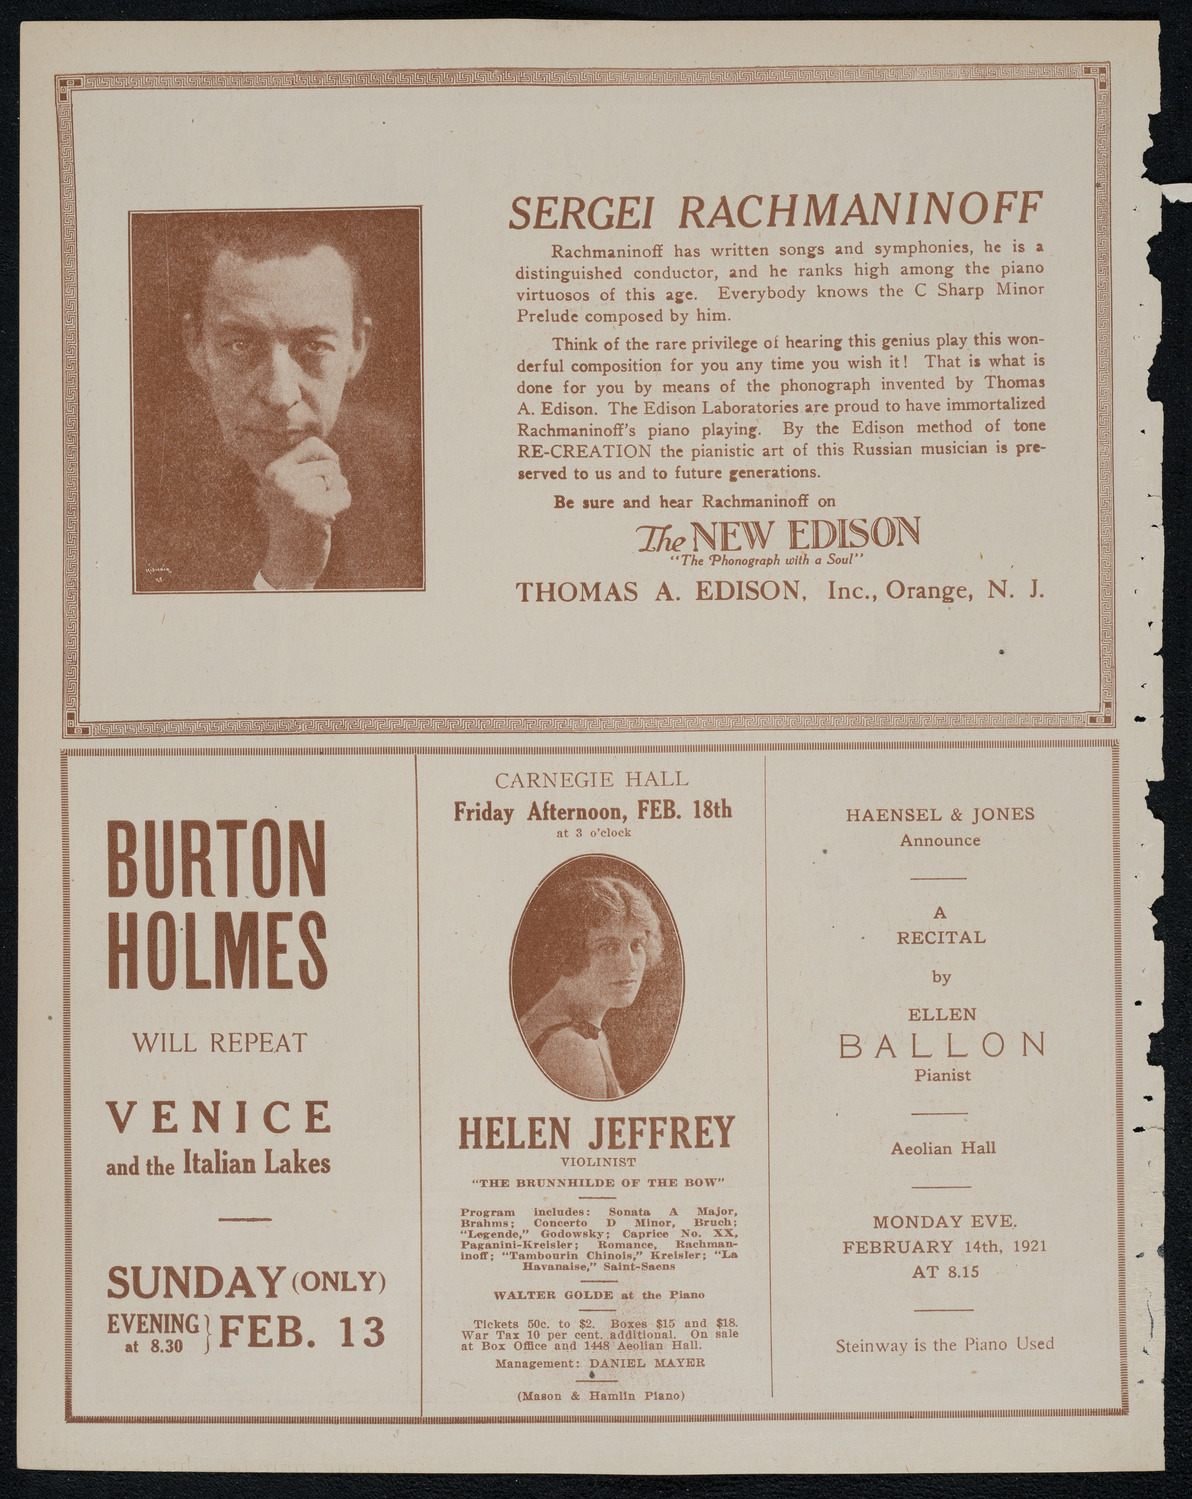 SERGEI RACHMANINOFF
Rachmaninoff has written songs and symphonies, he is a
distinguished conductor, and he ranks high among the piano
virtuosos of this age. Everybody knows the C Sharp Minor
Prelude composed by him.
Think of the rare privilege of hearing this genius play this won-
derful composition for you any time you wish it! That is what is
done for you by means of the phonograph invented by Thomas
A. Edison. The Edison Laboratories are proud to have immortalized
Rachmaninoff's piano playing. By the Edison method of tone
RE-CREATION the pianistic art of this Russian musician is pre-
served to us and to future generations.
Be sure and hear Rachmaninoff on
The NEW EDISON
"The Phonograph with a Soul"
THOMAS A. EDISON, Inc., Orange, N. J.
BURTON
HOLMES
WILL REPEAT
VENICE
and the Italian Lakes
SUNDAY (ONLY)
EVENING
at 8.30 } FEB. 13
CARNEGIE HALL
Friday Afternoon, FEB. 18th
at 3 o'clock
HELEN JEFFREY
VIOLINIST
"THE BRUNNHILDE OF THE BOW"
Program includes: Sonata A Major,
Brahms; Concerto D Minor, Bruch;
"Legende," Godowsky; Caprice No. XX,
Paganini-Kreisler; Romance, Rachman-
inoff; "Tambourin Chinois," Kreisler; "La
Havanaise," Saint-Saens
WALTER GOLDE at the Piano
Tickets 50c. to $2. Boxes $15 and $18.
War Tax 10 per cent. additional. On sale
at Box Office and 1448 Aeolian Hall.
Management: DANIEL MAYER
(Mason & Hamlin Piano)
HAENSEL & JONES
Announce
A
RECITAL
by
ELLEN
BALLON
Pianist
Aeolian Hall
MONDAY EVE.
FEBRUARY 14th, 1921
AT 8.15
Steinway is the Piano Used